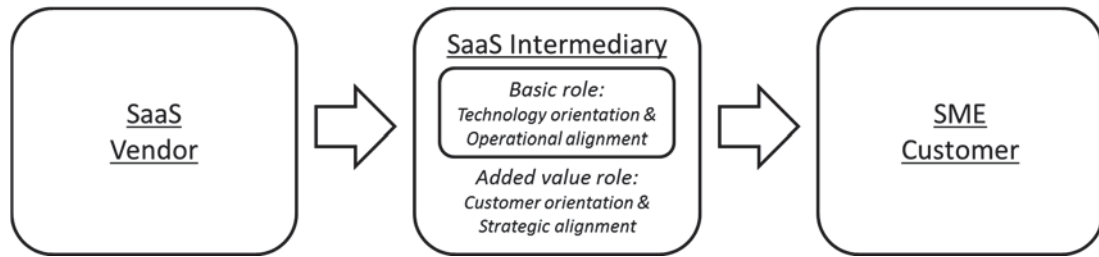 SaaS
Vendor
SaaS Intermediary
Basic role:
Technology orientation &
Operational alignment
Added value role:
Customer orientation &
Strategic alignment
SME
Customer